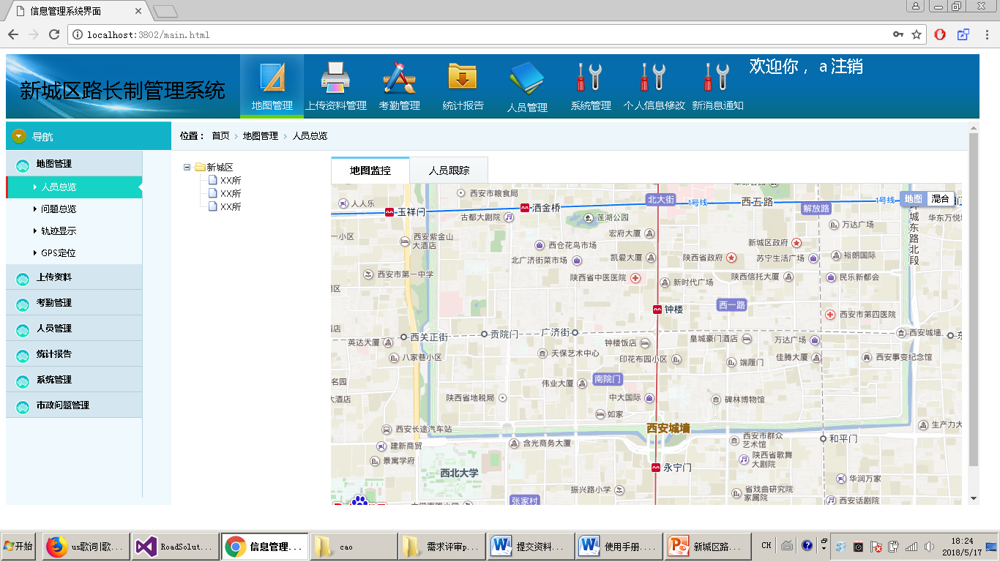 信息管理系统界面
localhost:3802/main.html
新城区路长制管理系统
地图管理
上传资料管理
考勤管理
统计报告
人员管理
系统管理
个人信息修改
新消息通知
欢迎你，a 注销
导航
位置： 首页 › 地图管理 › 人员总览
地图管理
人员总览
问题总览
轨迹显示
GPS定位
上传资料
考勤管理
人员管理
统计报告
系统管理
市政问题管理
新城区
XX所
XX所
XX所
地图监控
人员跟踪
西安市粮食局
北大街
1号线
西五路
1号线
地图
混合
人人乐
玉祥门
洒金桥
解放路
古都大剧院
莲湖公园
万达广场
华东万悦
环城东路北段
一小区
西安紫金山大酒店
宏府大厦
西仓花鸟市场
新城区政府
北广济街菜市场
凯爱大厦
陕西省政府
苏宁生活广场
裕朗国际
西安市第一中学
陕西省中医医院
新时代广场
陕西信托大厦
民乐新都会
钟楼
西一路
西安市第四医院
西关正街
贡院门
广济街
西安城墙
英达大厦
钟楼饭店
皇城豪门酒店
万达广场
八家巷小区
天保艺术中心
印花布园小区
端履门
佳腾大厦
西安事变纪念馆
名园
伟业大厦
南院门
大酒店
陕西省地税局
中大国际
碑林博物馆
如家
西安长途汽车站
西安城墙
生产力大
建新商贸
含光商务大厦
西安市群众艺术馆
和平门
景寓学府
西北大学
永宁门
陕西省歌舞大剧院
华润万家
振兴路小学
省戏曲研究院家属院
张家村
西安话剧院
开始
us歌词|歌...
RoadSolut...
信息管理...
cao
需求评审p...
提交资料...
使用手册...
新城区路...
CH
18:24
2018/5/17